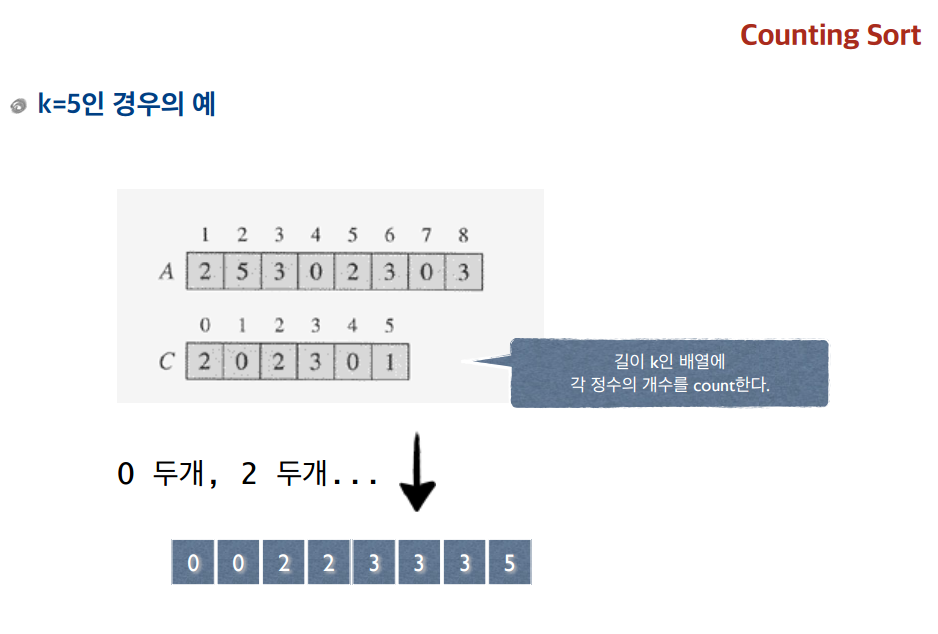 Counting Sort
k=5인 경우의 예
1 2 3 4 5 6 7 8
A 2 5 3 0 2 3 0 3
0 1 2 3 4 5
C 2 0 2 3 0 1
길이 k인 배열에
각 정수의 개수를 count한다.
0 두개, 2 두개...
0 0 2 2 3 3 3 5